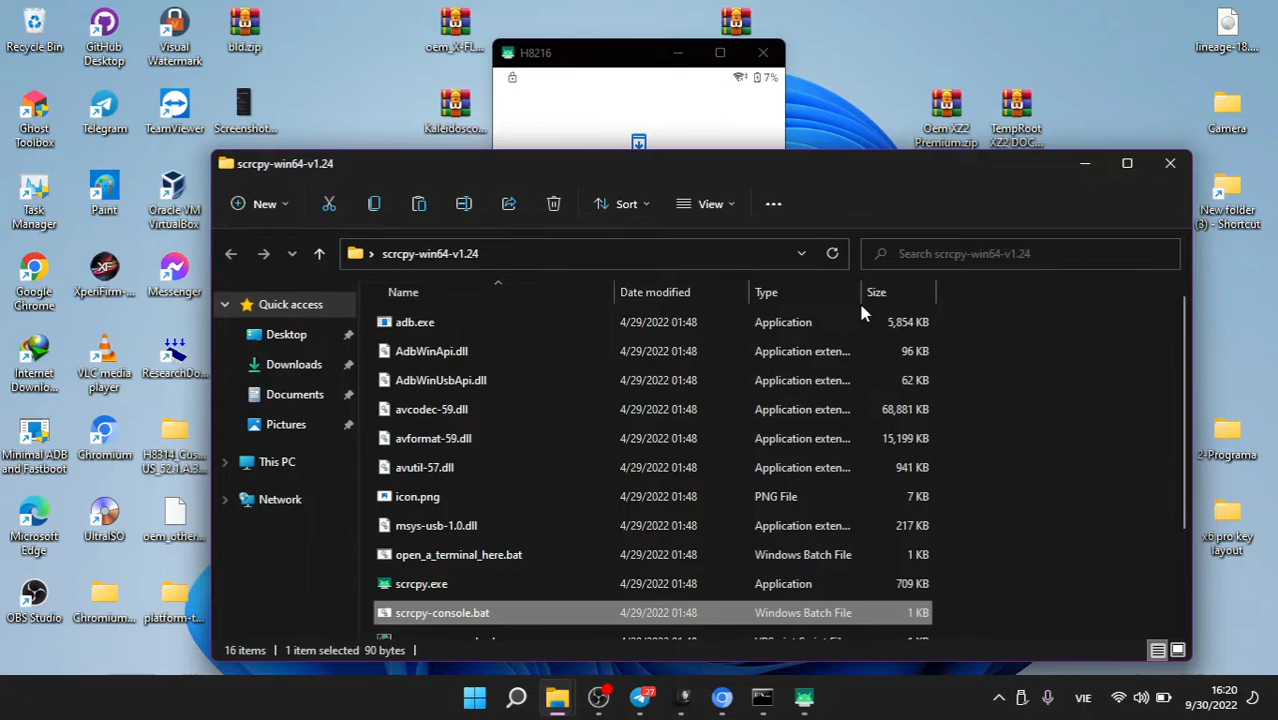 Recycle Bin
GitHub
Desktop
Visual
Watermark
bld.zip
oem_X-FL...
lineage-18....
H8216
7%
Ghost
Toolbox
Telegram
TeamViewer
Screenshot...
Kaleidosco...
Oem XZ2
Premium.zip
TempRoot
XZ2 DOC...
Camera
Task
Manager
Paint
Oracle VM
VirtualBox
New folder
(3) - Shortcut
Google
Chrome
XperiFirm-...
Messenger
Internet
Downlo...
VLC media
player
ResearchDo...
Minimal ADB
and Fastboot
Chromium
H8314_Cus...
US_52.1.A.3...
2-Programa
Microsoft
Edge
UltraISO
oem_other...
x6 pro key
layout
OBS Studio
Chromium...
platform-t...
scrcpy-win64-v1.24
New
Sort
View
scrcpy-win64-v1.24
Search scrcpy-win64-v1.24
Quick access
Desktop
Downloads
Documents
Pictures
This PC
Network
Name Date modified Type Size
adb.exe 4/29/2022 01:48 Application 5,854 KB
AdbWinApi.dll 4/29/2022 01:48 Application exten... 96 KB
AdbWinUsbApi.dll 4/29/2022 01:48 Application exten... 62 KB
avcodec-59.dll 4/29/2022 01:48 Application exten... 68,881 KB
avformat-59.dll 4/29/2022 01:48 Application exten... 15,199 KB
avutil-57.dll 4/29/2022 01:48 Application exten... 941 KB
icon.png 4/29/2022 01:48 PNG File 7 KB
msys-usb-1.0.dll 4/29/2022 01:48 Application exten... 217 KB
open_a_terminal_here.bat 4/29/2022 01:48 Windows Batch File 1 KB
scrcpy.exe 4/29/2022 01:48 Application 709 KB
scrcpy-console.bat 4/29/2022 01:48 Windows Batch File 1 KB
16 items
1 item selected 90 bytes
27
VIE
16:20
9/30/2022